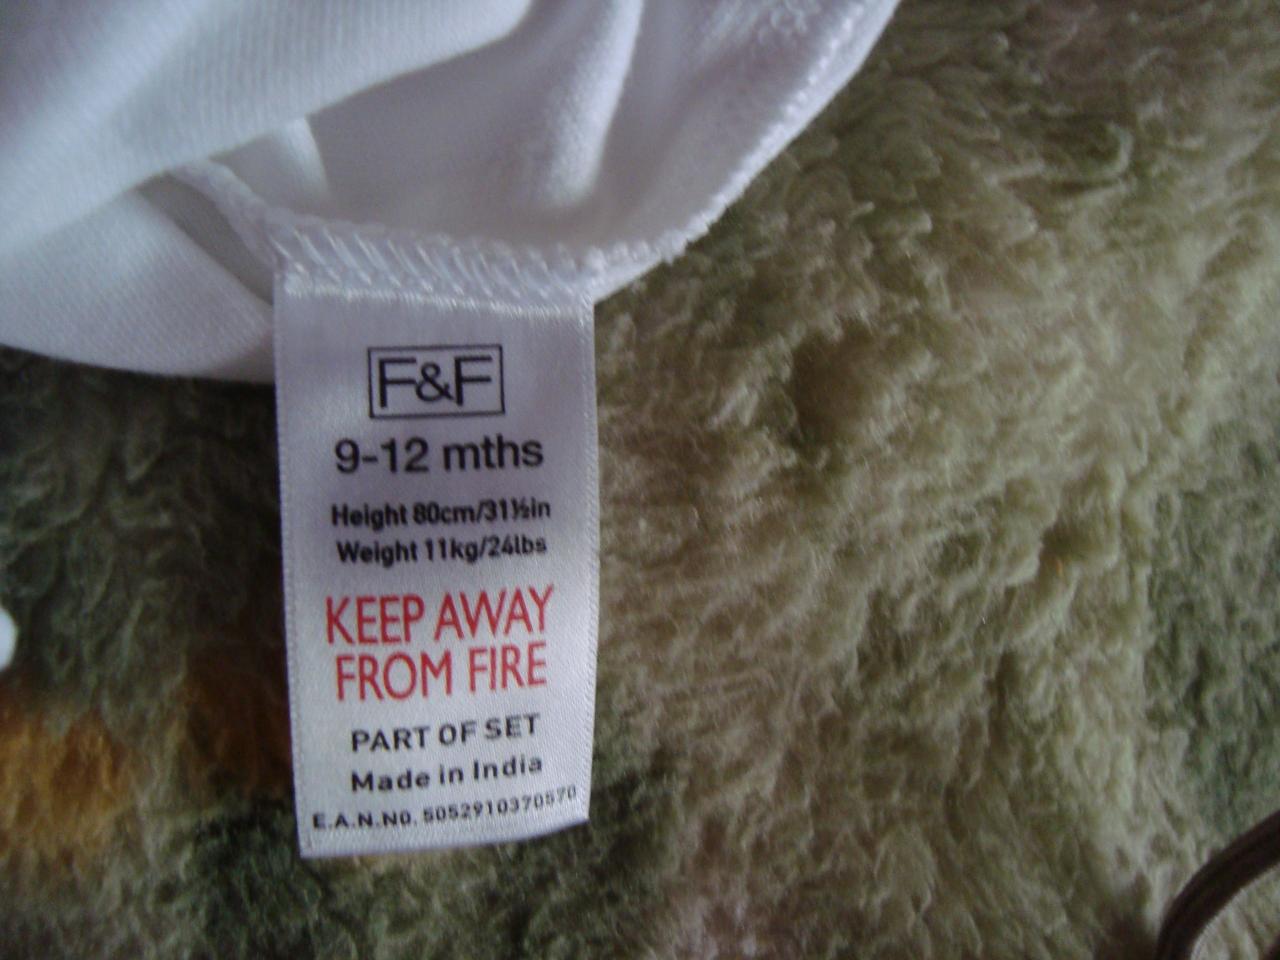 F&F
9-12 mths
Height 80cm/31½in
Weight 11kg/24lbs
KEEP AWAY
FROM FIRE
PART OF SET
Made in India
E.A.N.NO. 5052910370570